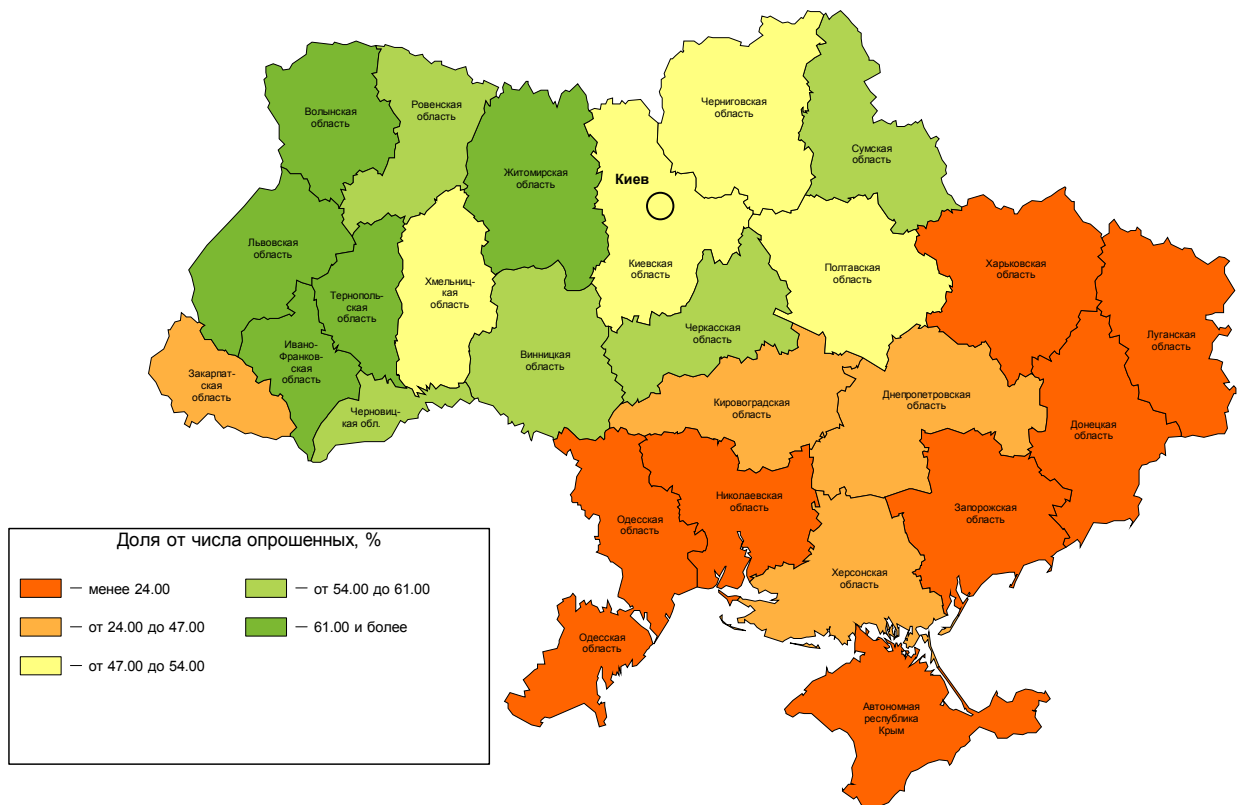 Волынская
область
Ровенская
область
Житомирская
область
Киев
Черниговская
область
Сумская
область
Львовская
область
Тернополь-
ская
область
Хмельниц-
кая
область
Киевская
область
Полтавская
область
Харьковская
область
Луганская
область
Ивано-
Франков-
ская
область
Закарпат-
ская
область
Черновиц-
кая обл.
Винницкая
область
Черкасская
область
Кировоградская
область
Днепропетровская
область
Донецкая
область
Одесская
область
Николаевская
область
Запорожская
область
Херсонская
область
Одесская
область
Автономная
республика
Крым
Доля от числа опрошенных, %
— менее 24.00
— от 24.00 до 47.00
— от 47.00 до 54.00
— от 54.00 до 61.00
— 61.00 и более